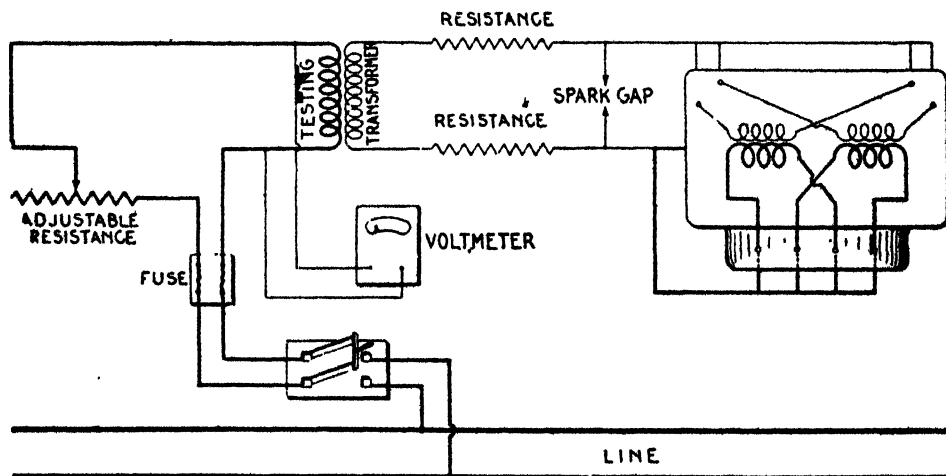 RESISTANCE
TESTING
TRANSFORMER
SPARK GAP
RESISTANCE
ADJUSTABLE
RESISTANCE
VOLTMETER
FUSE
LINE